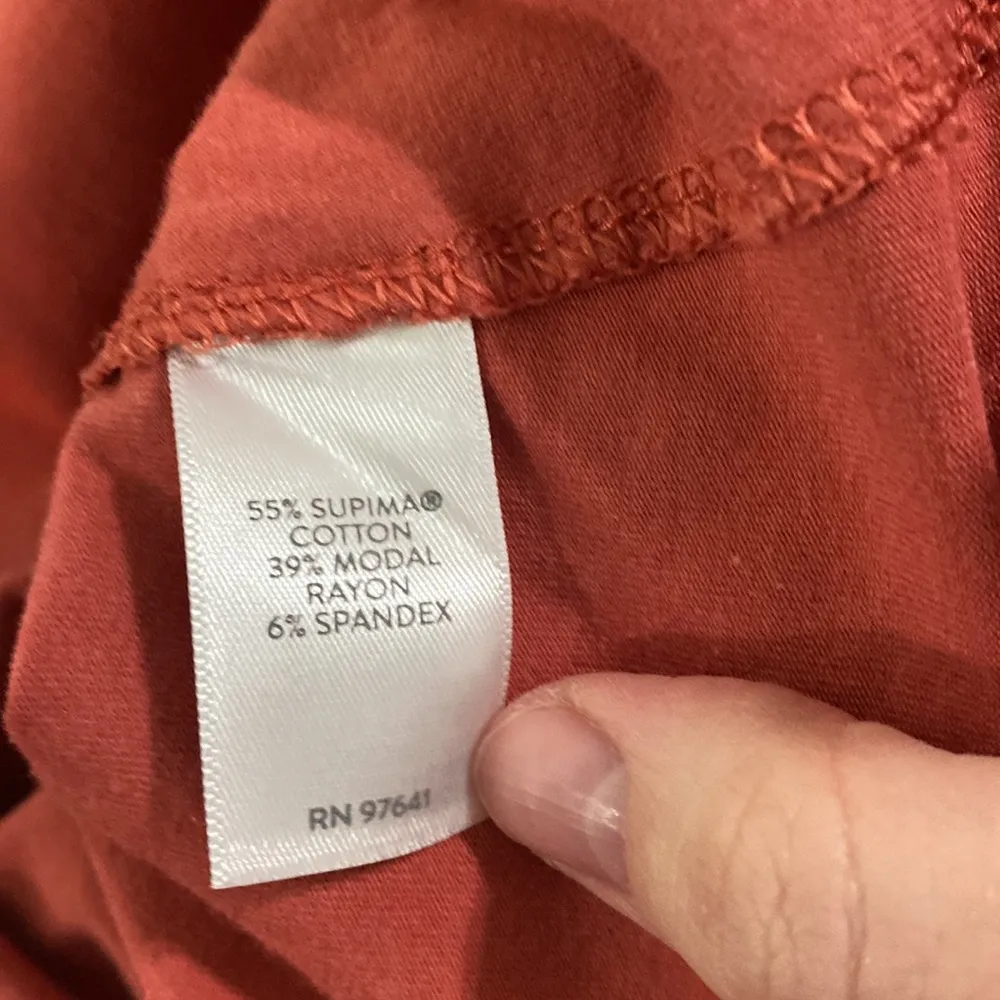 55% SUPIMA®
COTTON
39% MODAL
RAYON
6% SPANDEX
RN 97641